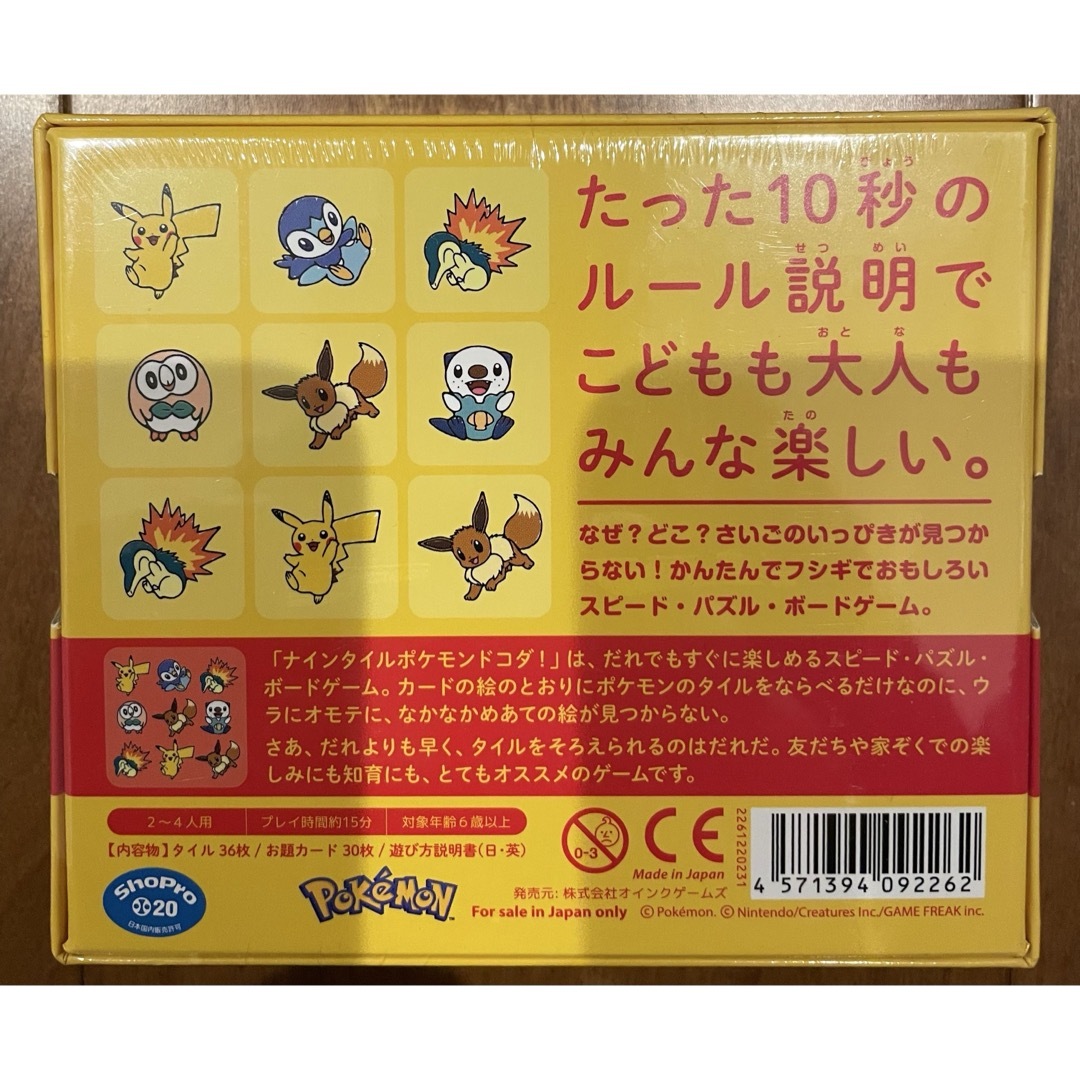 たった10秒の
ルール説明で
こどもも大人も
みんな楽しい。
なぜ?どこ?さいごのいっぴきが見つか
らない!かんたんでフシギでおもしろい
スピード・パズル・ボードゲーム。
「ナインタイルポケモンドコダ!」は、だれでもすぐに楽しめるスピード・パズル・
ボードゲーム。カードの絵のとおりにポケモンのタイルをならべるだけなのに、ウ
ラにオモテに、なかなかめあての絵が見つからない。
さあ、だれよりも早く、タイルをそろえられるのはだれだ。友だちや家ぞくでの楽
しみにも知育にも、とてもオススメのゲームです。
2〜4人用 プレイ時間約15分 対象年齢6歳以上
【内容物】タイル 36枚 / お題カード 30枚 / 遊び方説明書(日・英)
ShoPro
20
日本国内販売許可
POKéMON
0-3
CE
Made in Japan
発売元: 株式会社オインクゲームズ
For sale in Japan only ©Pokémon. ©Nintendo/Creatures Inc./GAME FREAK inc.
2261220231
4 571394 092262